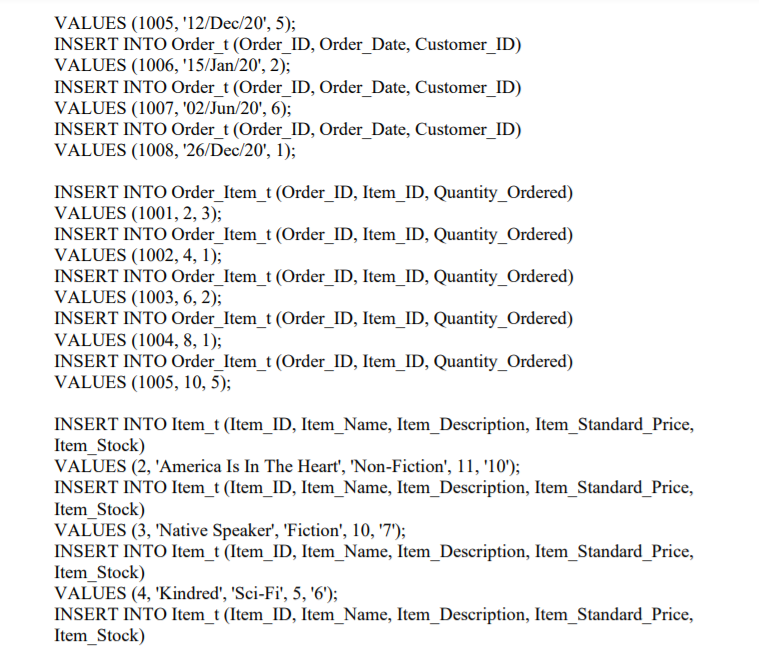 VALUES (1005, '12/Dec/20', 5);
INSERT INTO Order_t (Order_ID, Order_Date, Customer_ID)
VALUES (1006, '15/Jan/20', 2);
INSERT INTO Order_t (Order_ID, Order_Date, Customer_ID)
VALUES (1007, '02/Jun/20', 6);
INSERT INTO Order_t (Order_ID, Order_Date, Customer_ID)
VALUES (1008, '26/Dec/20', 1);
INSERT INTO Order_Item_t (Order_ID, Item_ID, Quantity_Ordered)
VALUES (1001, 2, 3);
INSERT INTO Order_Item_t (Order_ID, Item_ID, Quantity_Ordered)
VALUES (1002, 4, 1);
INSERT INTO Order_Item_t (Order_ID, Item_ID, Quantity_Ordered)
VALUES (1003, 6, 2);
INSERT INTO Order_Item_t (Order_ID, Item_ID, Quantity_Ordered)
VALUES (1004, 8, 1);
INSERT INTO Order_Item_t (Order_ID, Item_ID, Quantity_Ordered)
VALUES (1005, 10, 5);
INSERT INTO Item_t (Item_ID, Item_Name, Item_Description, Item_Standard_Price,
Item_Stock)
VALUES (2, 'America Is In The Heart', 'Non-Fiction', 11, '10');
INSERT INTO Item_t (Item_ID, Item_Name, Item_Description, Item_Standard_Price,
Item_Stock)
VALUES (3, 'Native Speaker', 'Fiction', 10, '7');
INSERT INTO Item_t (Item_ID, Item_Name, Item_Description, Item_Standard_Price,
Item_Stock)
VALUES (4, 'Kindred', 'Sci-Fi', 5, '6');
INSERT INTO Item_t (Item_ID, Item_Name, Item_Description, Item_Standard_Price,
Item_Stock)